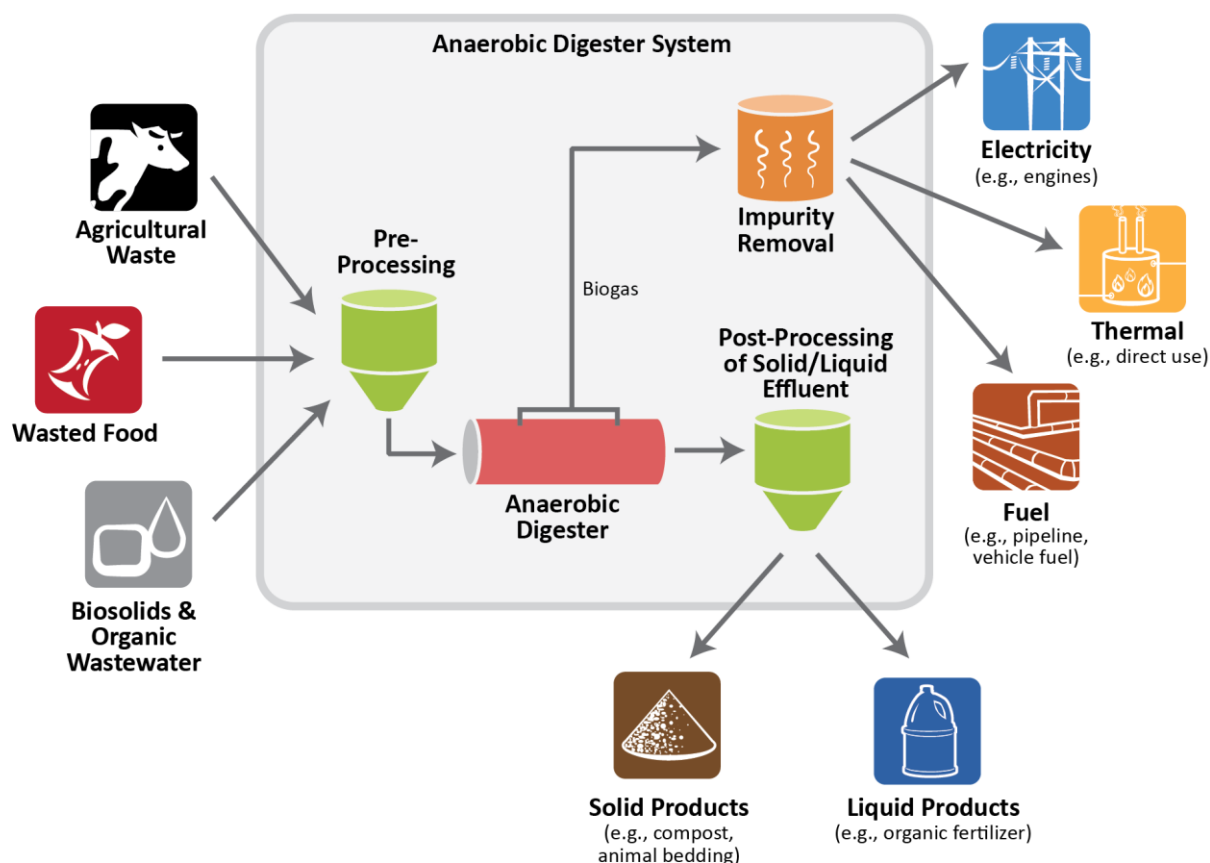 Anaerobic Digester System
Agricultural
Waste
Wasted Food
Biosolids &
Organic
Wastewater
Pre-
Processing
Biogas
Anaerobic
Digester
Impurity
Removal
Post-Processing
of Solid/Liquid
Effluent
Electricity
(e.g., engines)
Thermal
(e.g., direct use)
Fuel
(e.g., pipeline,
vehicle fuel)
Solid Products
(e.g., compost,
animal bedding)
Liquid Products
(e.g., organic fertilizer)